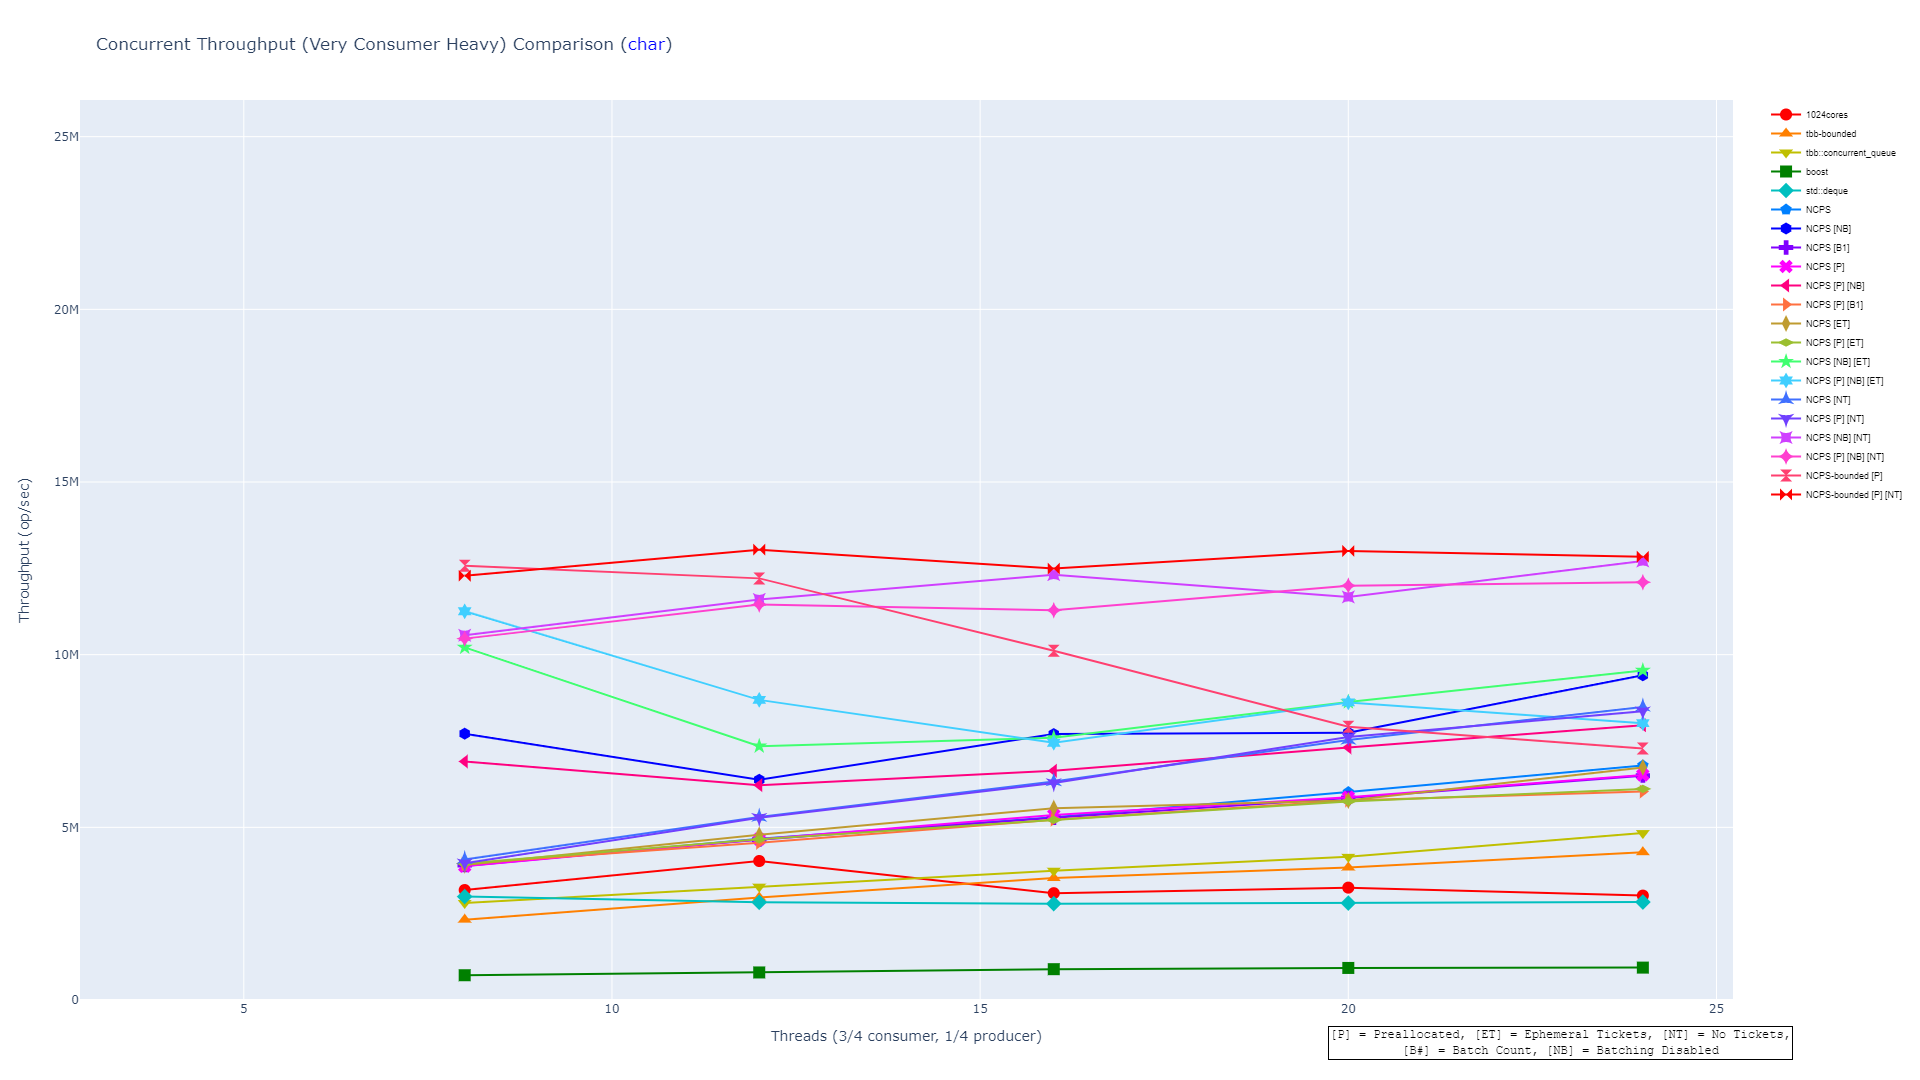 Concurrent Throughput (Very Consumer Heavy) Comparison (char)
25M
20M
15M
10M
5M
0
Throughput (op/sec)
5
10
15
20
25
Threads (3/4 consumer, 1/4 producer)
1024cores
tbb-bounded
tbb::concurrent_queue
boost
std::deque
NCPS
NCPS [NB]
NCPS [B1]
NCPS [P]
NCPS [P] [NB]
NCPS [P] [B1]
NCPS [ET]
NCPS [P] [ET]
NCPS [NB] [ET]
NCPS [P] [NB] [ET]
NCPS [NT]
NCPS [P] [NT]
NCPS [NB] [NT]
NCPS [P] [NB] [NT]
NCPS-bounded [P]
NCPS-bounded [P] [NT]
[P] = Preallocated, [ET] = Ephemeral Tickets, [NT] = No Tickets,
[B#] = Batch Count, [NB] = Batching Disabled